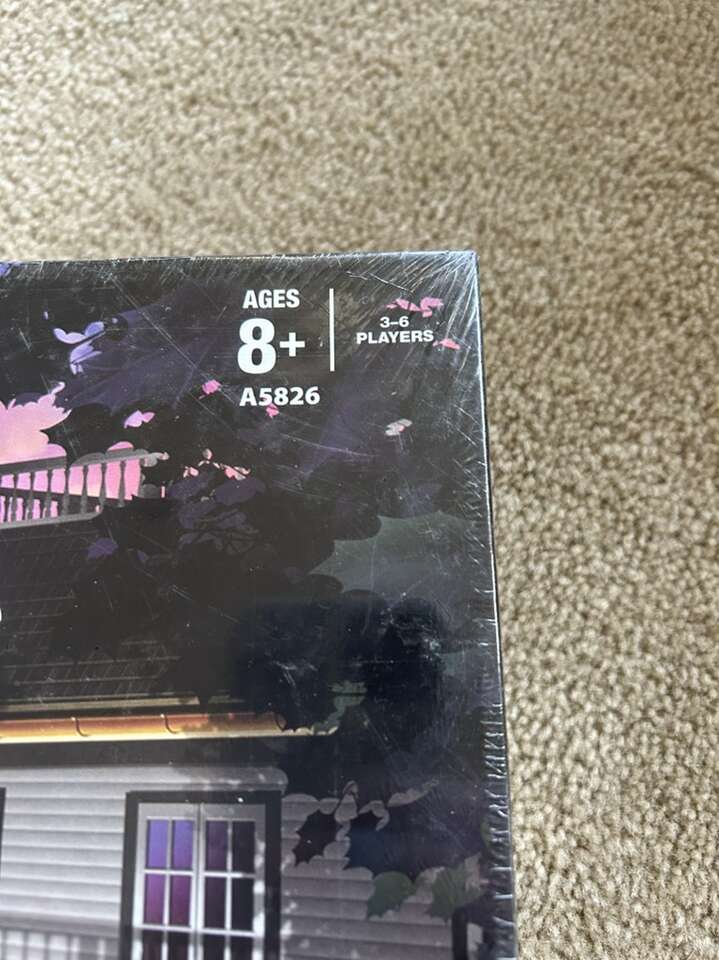 AGES
8+
A5826
3–6
PLAYERS